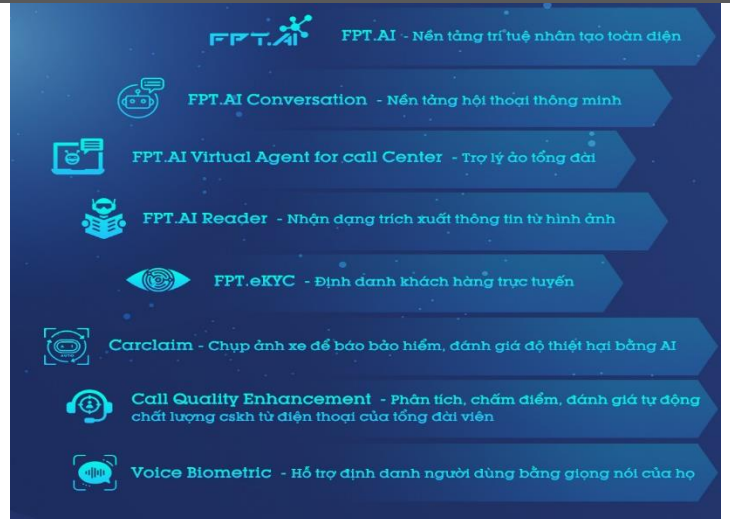 FPT.AI FPT.AI - Nền tảng trí tuệ nhân tạo toàn diện
FPT.AI Conversation - Nền tảng hội thoại thông minh
FPT.AI Virtual Agent for call Center - Trợ lý ảo tổng đài
FPT.AI Reader - Nhận dạng trích xuất thông tin từ hình ảnh
FPT.eKYC - Định danh khách hàng trực tuyến
Carclaim - Chụp ảnh xe để báo bảo hiểm, đánh giá độ thiệt hại bằng AI
Call Quality Enhancement - Phân tích, chấm điểm, đánh giá tự động
chất lượng cskh từ điện thoại của tổng đài viên
Voice Biometric - Hỗ trợ định danh người dùng bằng giọng nói của họ